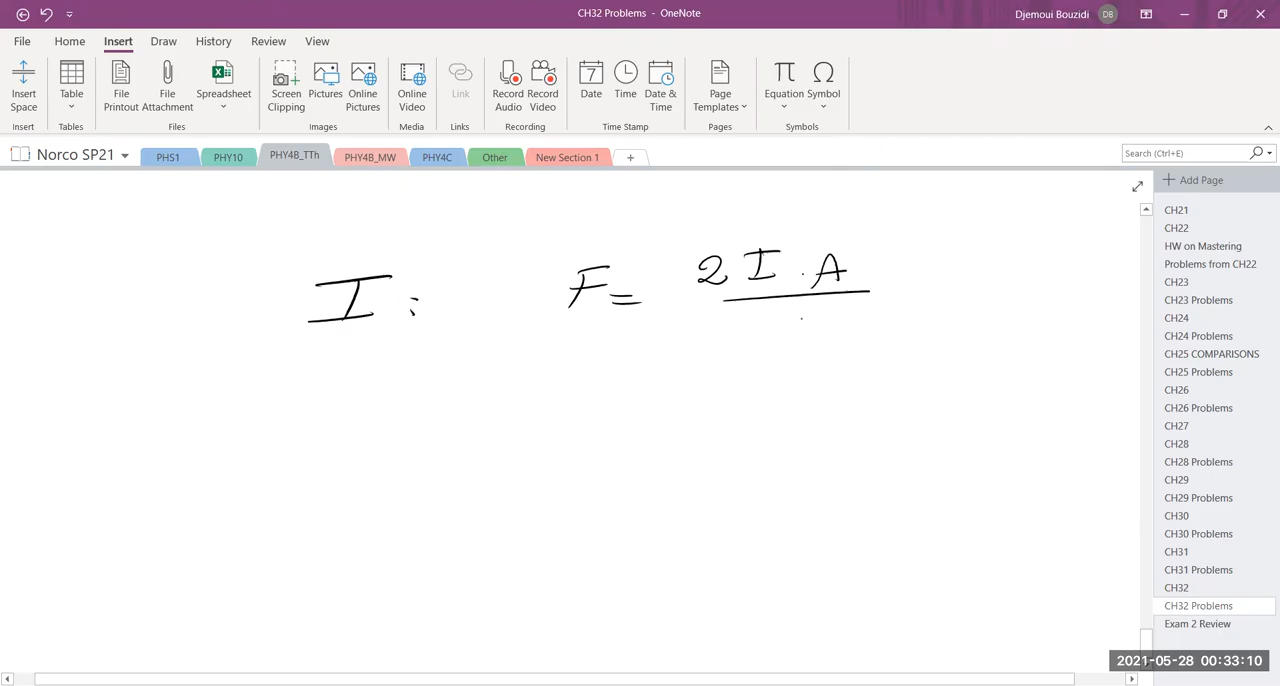 CH32 Problems - OneNote
Djemoui Bouzidi DB
File Home Insert Draw History Review View
Insert Space
Table
File Printout
File Attachment
Spreadsheet
Screen Clipping
Pictures
Online Pictures
Online Video
Link
Record Audio
Record Video
Date
Time
Date & Time
Page Templates
π Equation
Ω Symbol
Insert Tables Files Images Media Links Recording Time Stamp Pages Symbols
Norco SP21 PHS1 PHY10 PHY4B_TTh PHY4B_MW PHY4C Other New Section 1 +
Search (Ctrl+E)
Add Page
CH21
CH22
HW on Mastering
Problems from CH22
CH23
CH23 Problems
CH24
CH24 Problems
CH25 COMPARISONS
CH25 Problems
CH26
CH26 Problems
CH27
CH28
CH28 Problems
CH29
CH29 Problems
CH30
CH30 Problems
CH31
CH31 Problems
CH32
CH32 Problems
Exam 2 Review
2 I . A
I : F =
2021-05-28 00:33:10